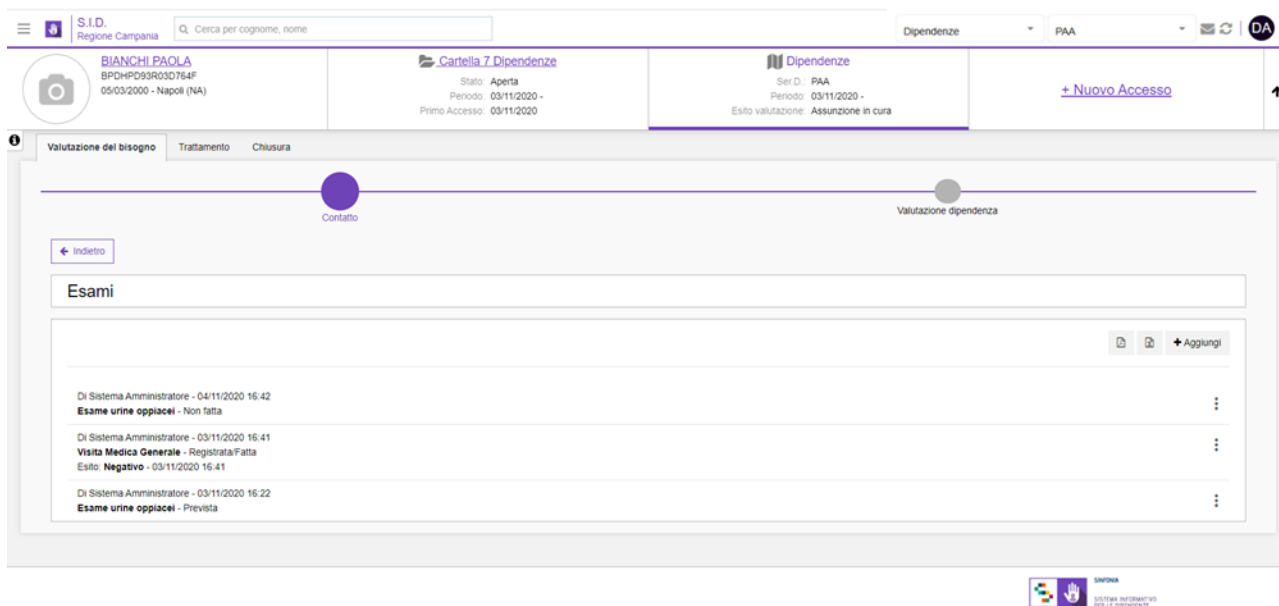 S.I.D.
Regione Campania
Cerca per cognome, nome
Dipendenze
PAA
DA
BIANCHI PAOLA
BPDHPD93R03D764F
05/03/2000 - Napoli (NA)
Cartella 7 Dipendenze
Stato: Aperta
Periodo: 03/11/2020 -
Primo Accesso: 03/11/2020
Dipendenze
Ser.D.: PAA
Periodo: 03/11/2020 -
Esito valutazione: Assunzione in cura
+ Nuovo Accesso
Valutazione del bisogno
Trattamento
Chiusura
Contatto
Valutazione dipendenza
Indietro
Esami
+ Aggiungi
Di Sistema Amministratore - 04/11/2020 16:42
Esame urine oppiacei - Non fatta
Di Sistema Amministratore - 03/11/2020 16:41
Visita Medica Generale - Registrata/Fatta
Esito: Negativo - 03/11/2020 16:41
Di Sistema Amministratore - 03/11/2020 16:22
Esame urine oppiacei - Prevista
SINFONIA
SISTEMA INFORMATIVO
PER LE DIPENDENZE